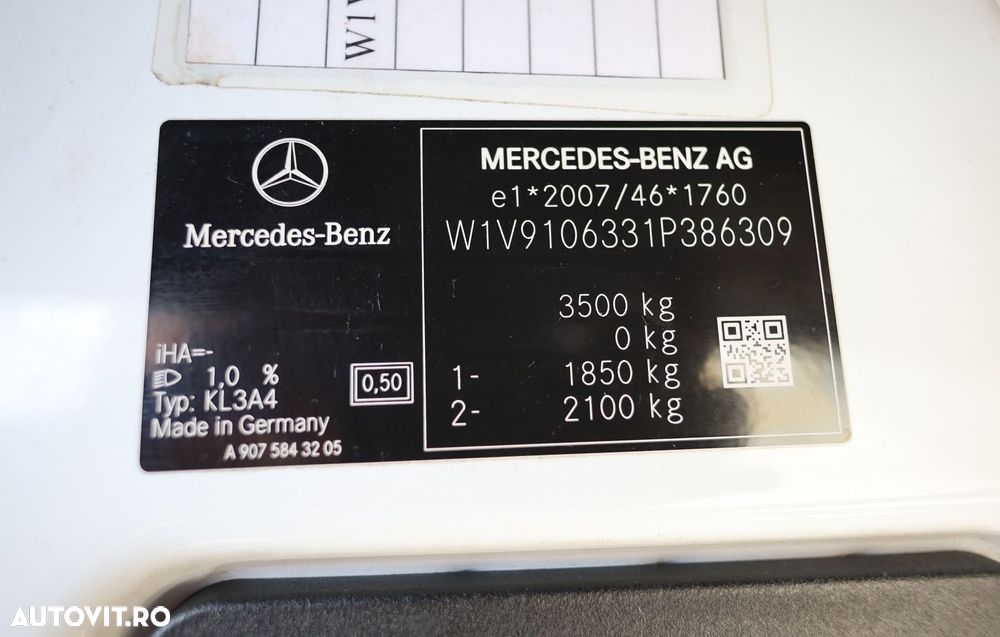 W1V
Mercedes-Benz
iHA=-
1,0 %
Typ: KL3A4
Made in Germany
0,50
A 907 584 32 05
MERCEDES-BENZ AG
e1*2007/46*1760
W1V9106331P386309
3500 kg
0 kg
1- 1850 kg
2- 2100 kg
AUTOVIT.RO